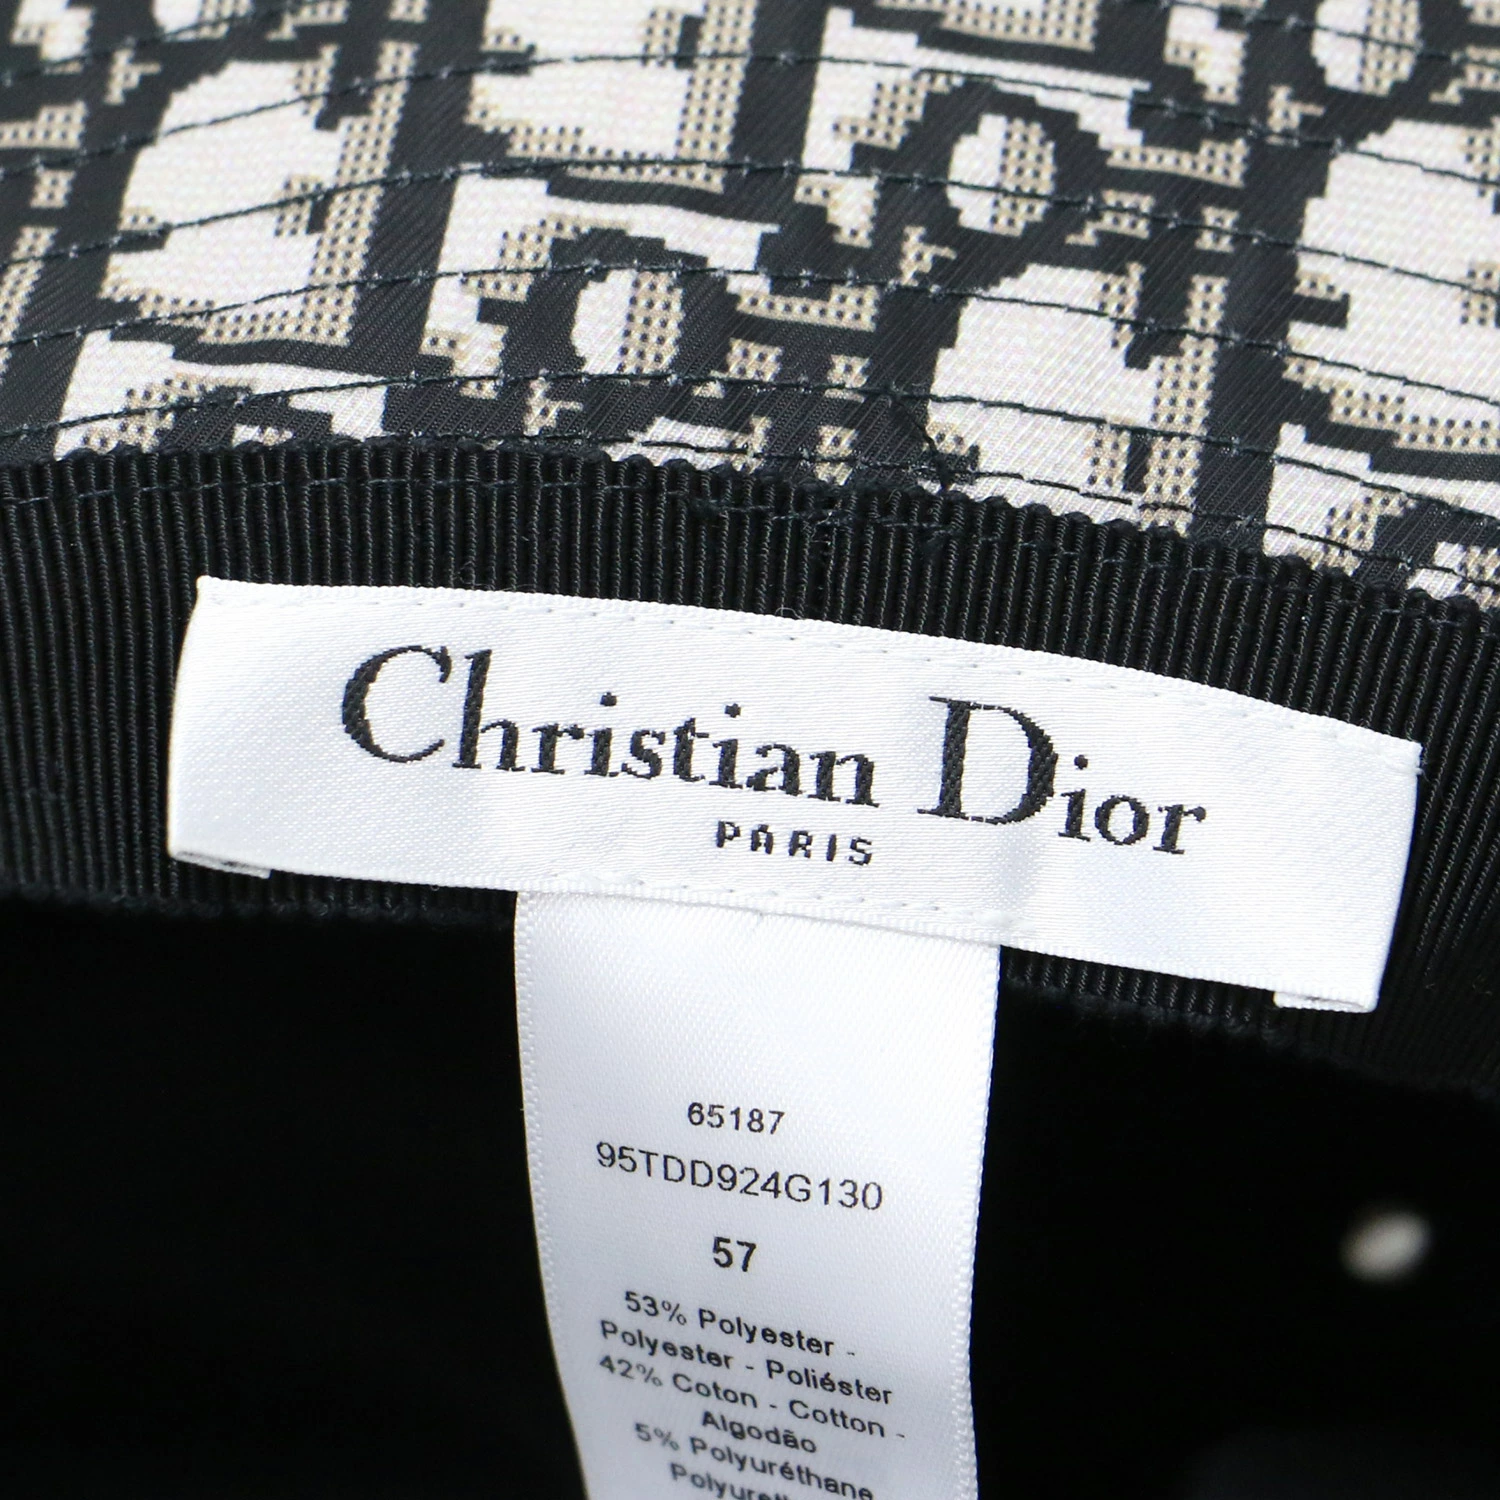 Christian Dior
PARIS
65187
95TDD924G130
57
53% Polyester -
Polyester - Poliéster
42% Coton - Cotton -
Algodão
5% Polyuréthane